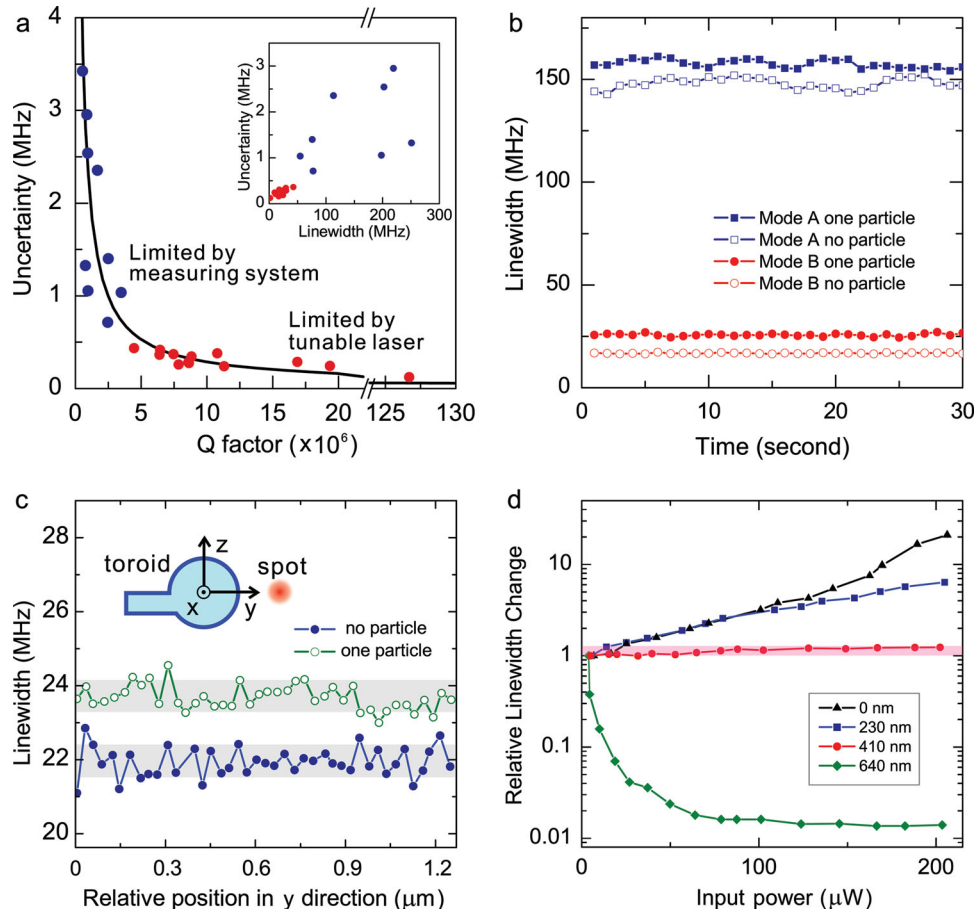 a
4
3
2
1
0
Uncertainty (MHz)
0
5
10
15
20
125
130
Q factor (×10⁶)
Limited by
measuring system
Limited by
tunable laser
3
2
1
0
Uncertainty (MHz)
0
100
200
300
Linewidth (MHz)
b
150
100
50
0
Linewidth (MHz)
Mode A one particle
Mode A no particle
Mode B one particle
Mode B no particle
0
10
20
30
Time (second)
c
28
26
24
22
20
Linewidth (MHz)
toroid
z
spot
x
y
no particle
one particle
0
0.3
0.6
0.9
1.2
Relative position in y direction (μm)
d
10
1
0.1
0.01
Relative Linewidth Change
0 nm
230 nm
410 nm
640 nm
0
100
200
Input power (μW)